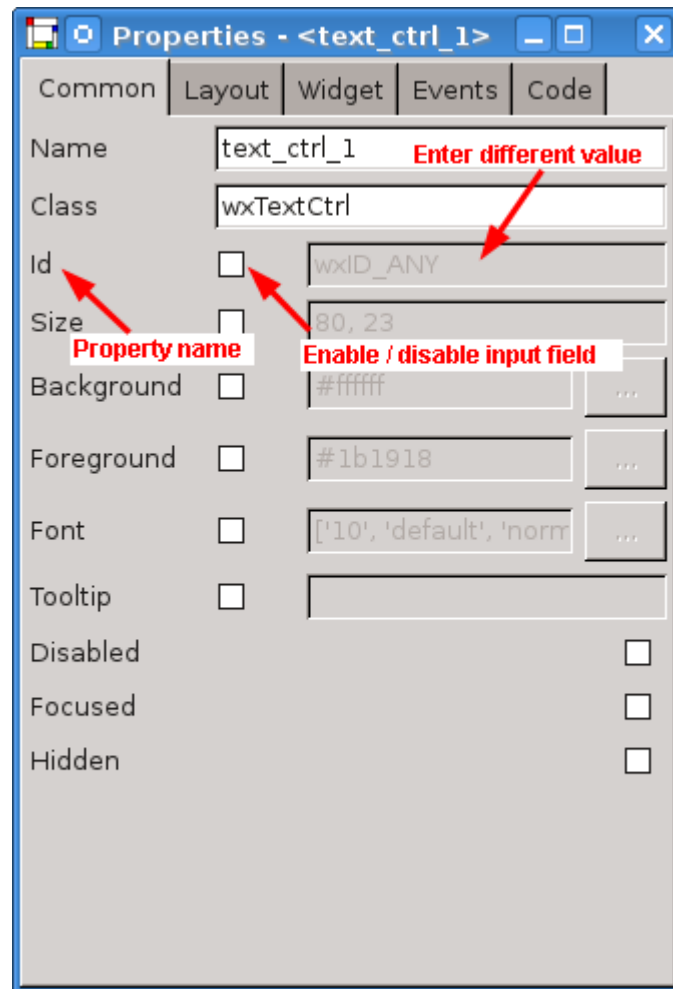 Properties - <text_ctrl_1>
Common Layout Widget Events Code
Name text_ctrl_1 Enter different value
Class wxTextCtrl
Id wxID_ANY
Size 80, 23
Property name Enable / disable input field
Background #ffffff ...
Foreground #1b1918 ...
Font ['10', 'default', 'norm ...
Tooltip
Disabled
Focused
Hidden